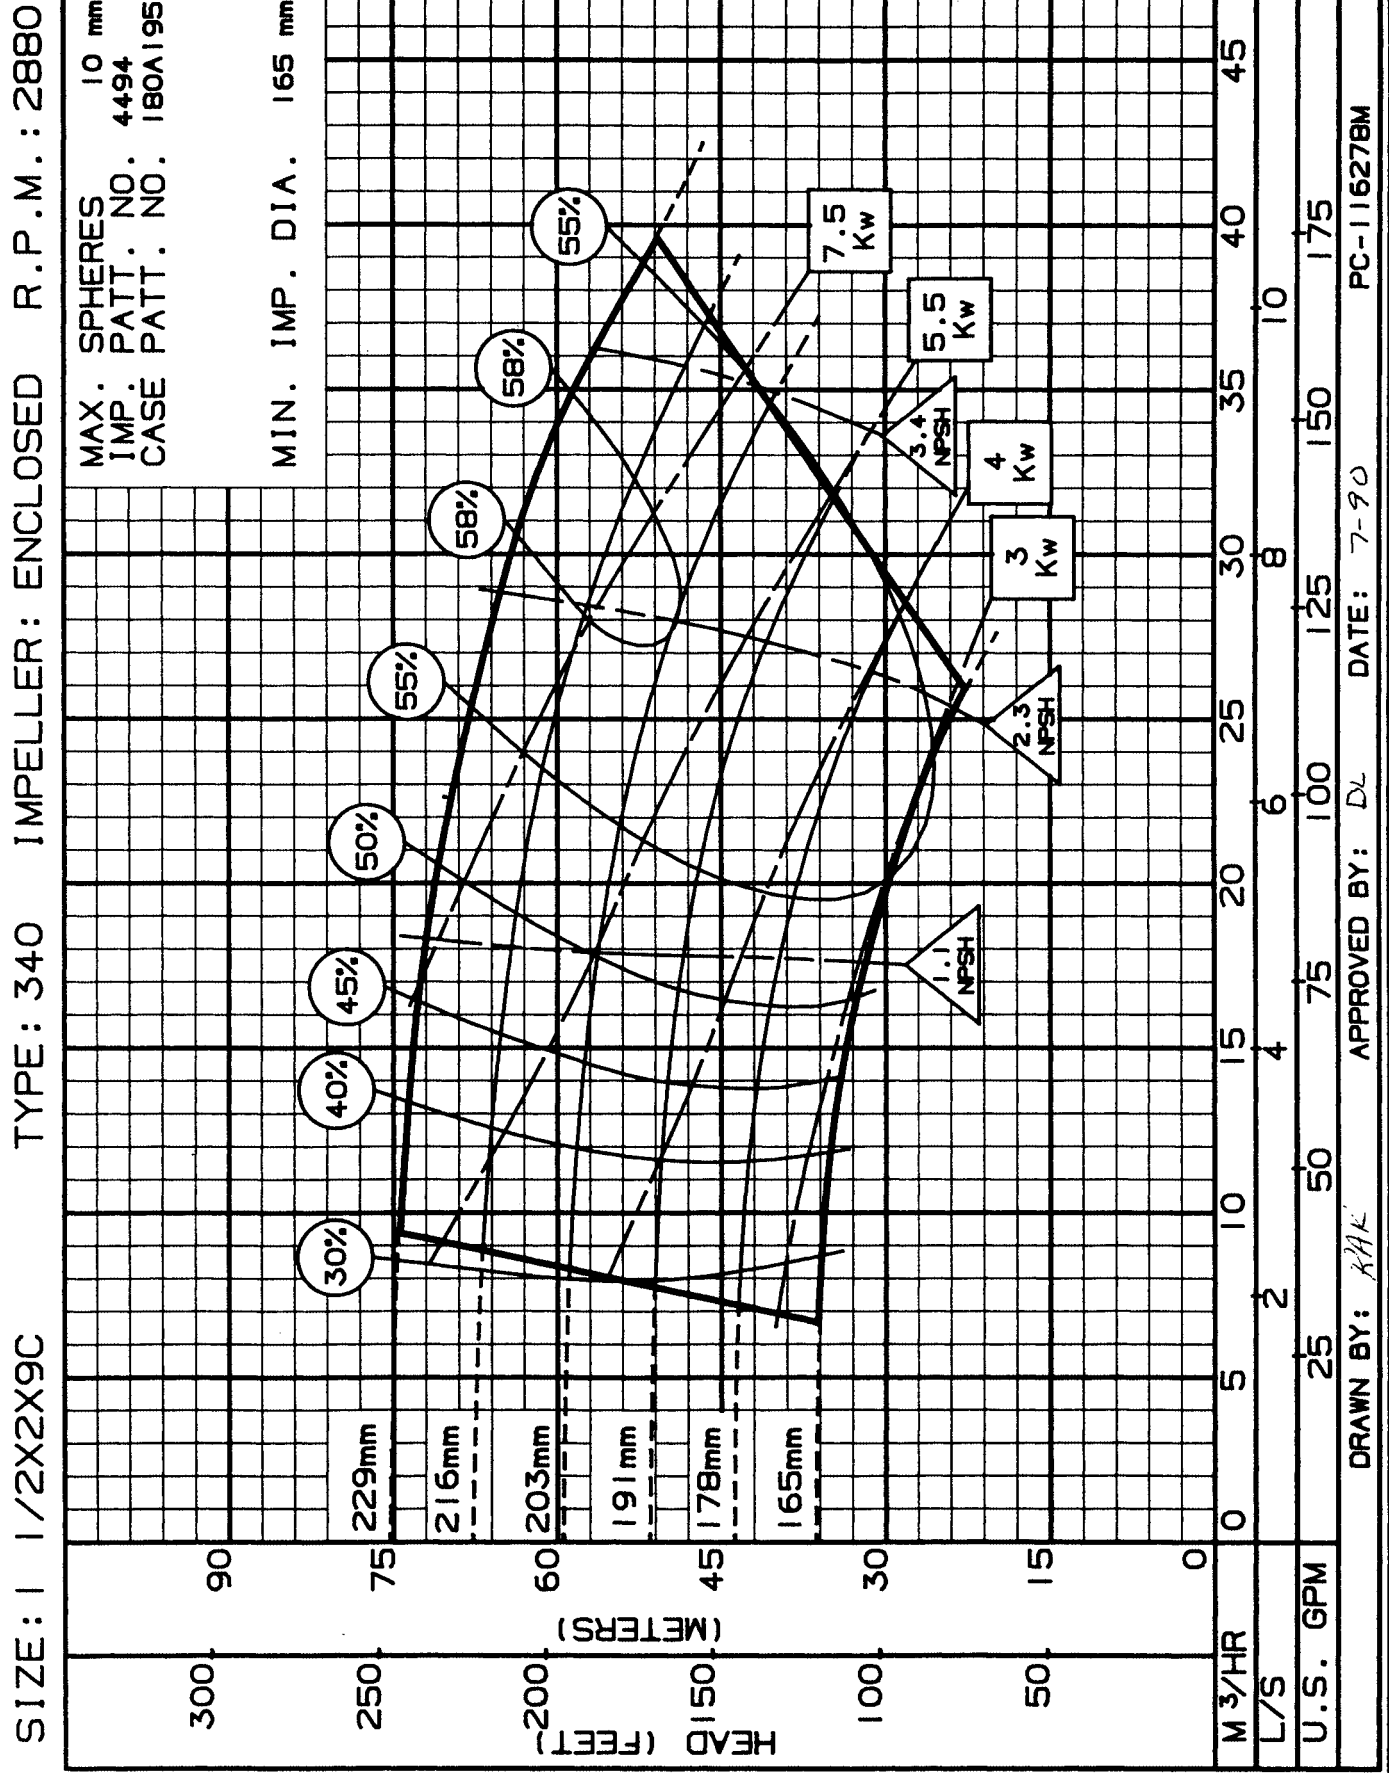 SIZE: 1 1/2X2X9C TYPE: 340 IMPELLER: ENCLOSED R.P.M.: 2880
MAX. SPHERES 10 mm
IMP. PATT. NO. 4494
CASE PATT. NO. 180A195
MIN. IMP. DIA. 165 mm
HEAD (FEET)
300
250
200
150
100
50
(METERS)
90
75
60
45
30
15
0
229mm
216mm
203mm
191mm
178mm
165mm
30%
40%
45%
50%
55%
58%
58%
55%
7.5 Kw
5.5 Kw
4 Kw
3 Kw
1.1 NPSH
2.3 NPSH
3.4 NPSH
M3/HR 0 5 10 15 20 25 30 35 40 45
L/S 2 4 6 8 10
U.S. GPM 25 50 75 100 125 150 175
DRAWN BY: RAK APPROVED BY: DL DATE: 7-90 PC-116278M